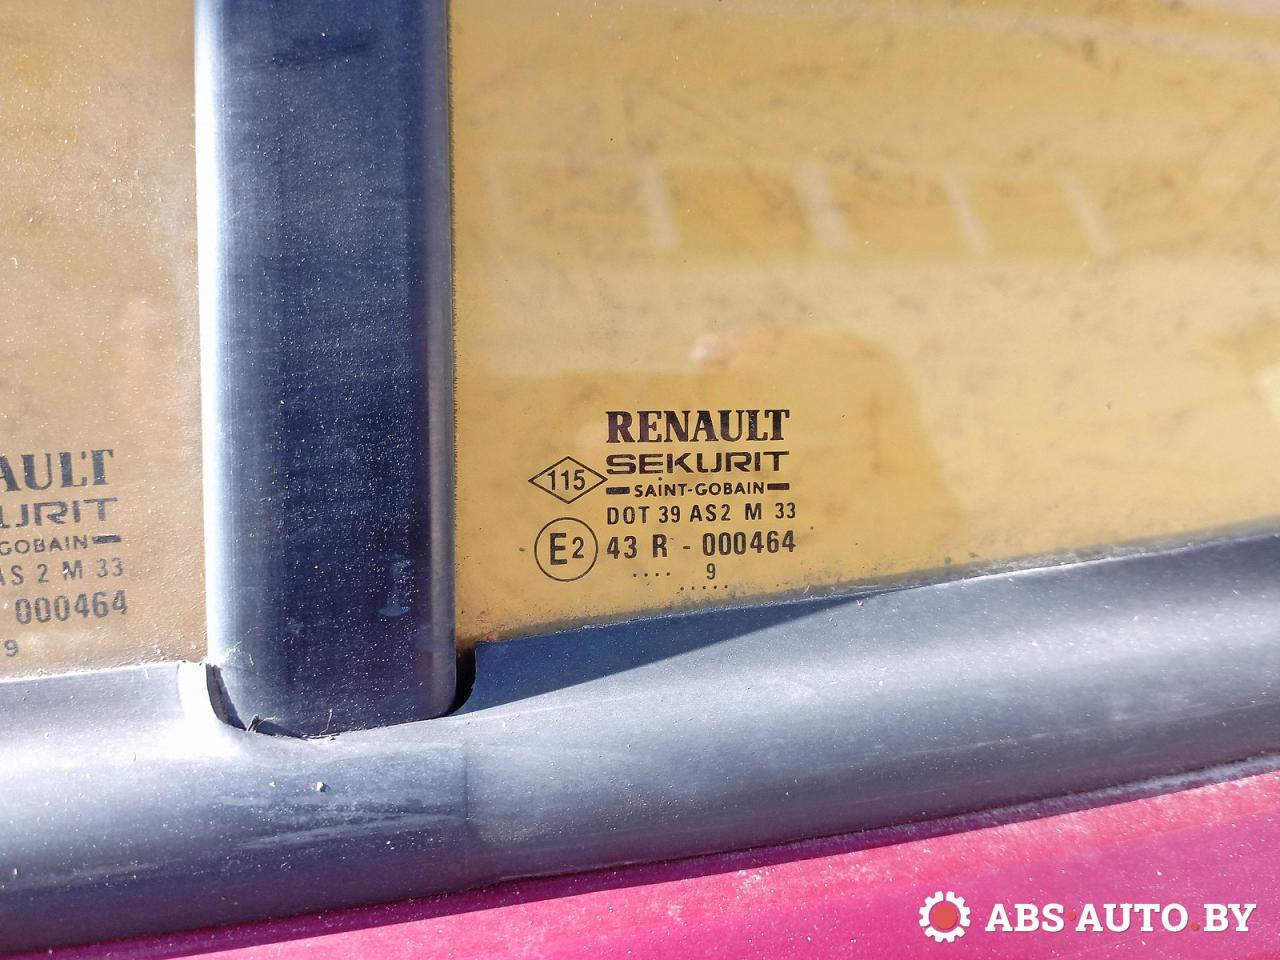 AULT
URIT
GOBAIN
AS 2 M 33
000464
9
RENAULT
SEKURIT
115
SAINT-GOBAIN
DOT 39 AS2 M 33
E2 43 R - 000464
.... 9
.....
ABS·AUTO.BY